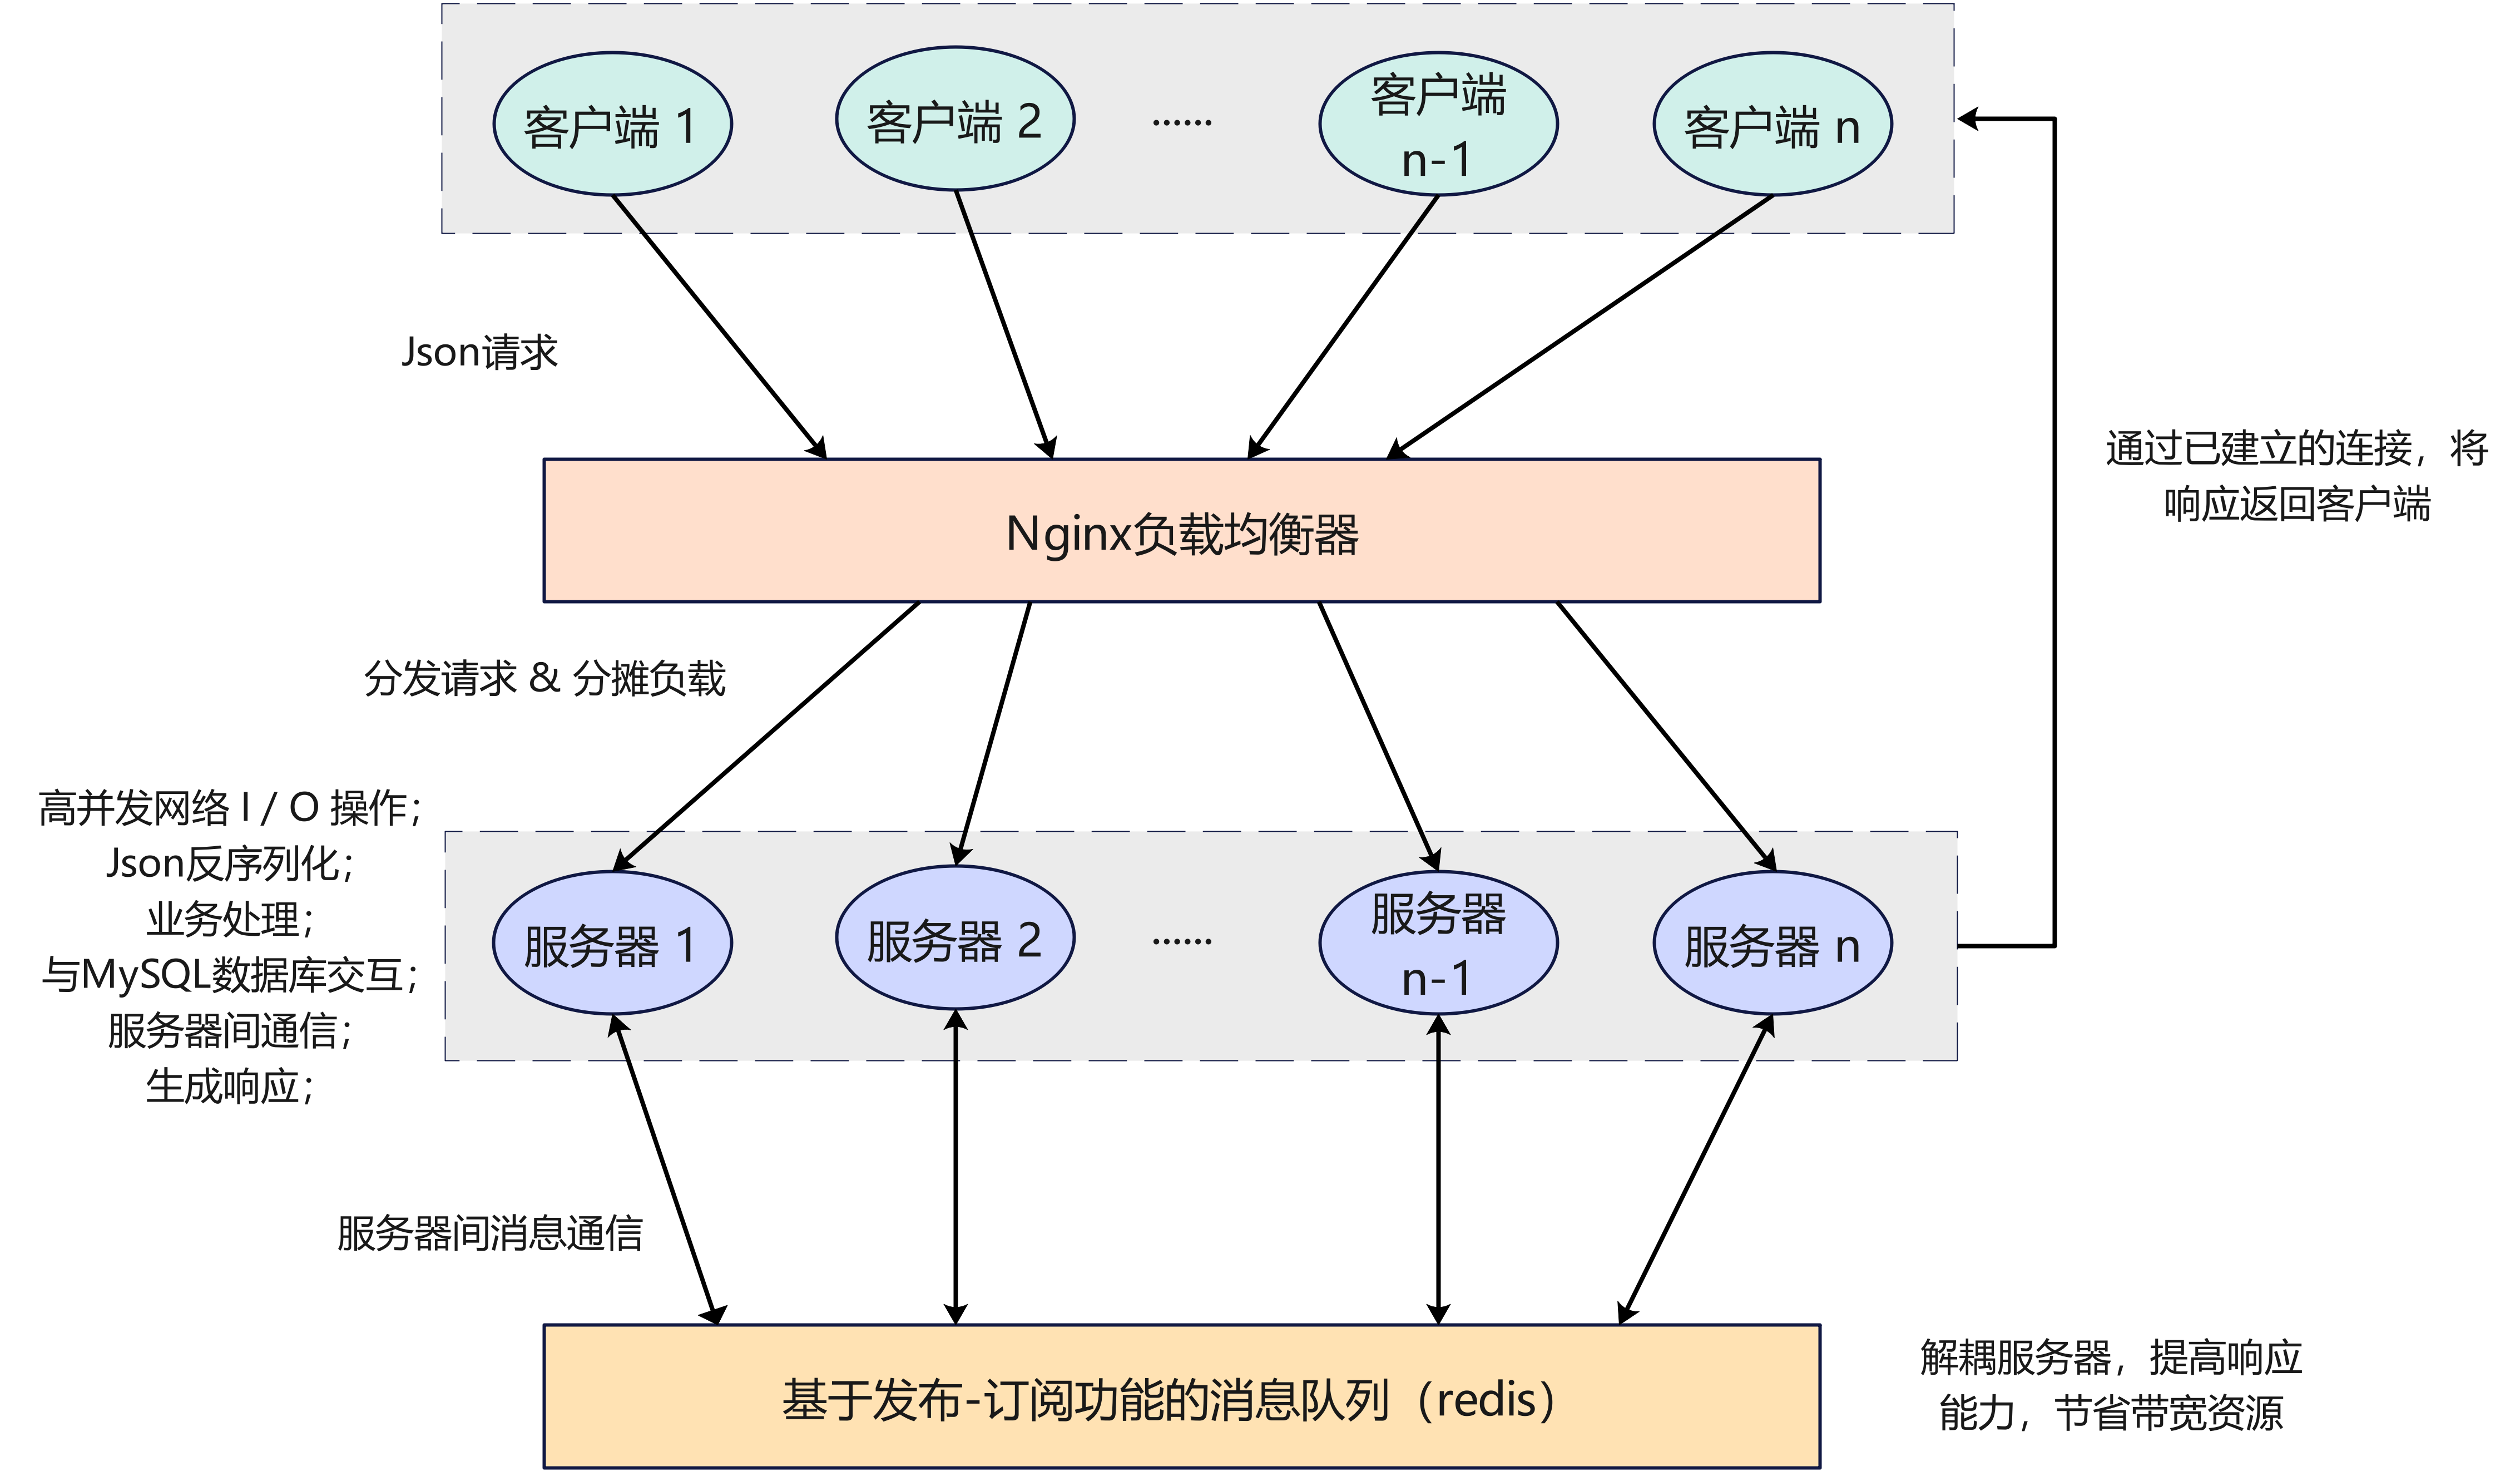 客户端 1
客户端 2
······
客户端
n-1
客户端 n
Json请求
通过已建立的连接，将
响应返回客户端
Nginx负载均衡器
分发请求 & 分摊负载
高并发网络 I / O 操作；
Json反序列化；
业务处理；
与MySQL数据库交互；
服务器间通信；
生成响应；
服务器 1
服务器 2
······
服务器
n-1
服务器 n
服务器间消息通信
基于发布-订阅功能的消息队列（redis）
解耦服务器，提高响应
能力，节省带宽资源